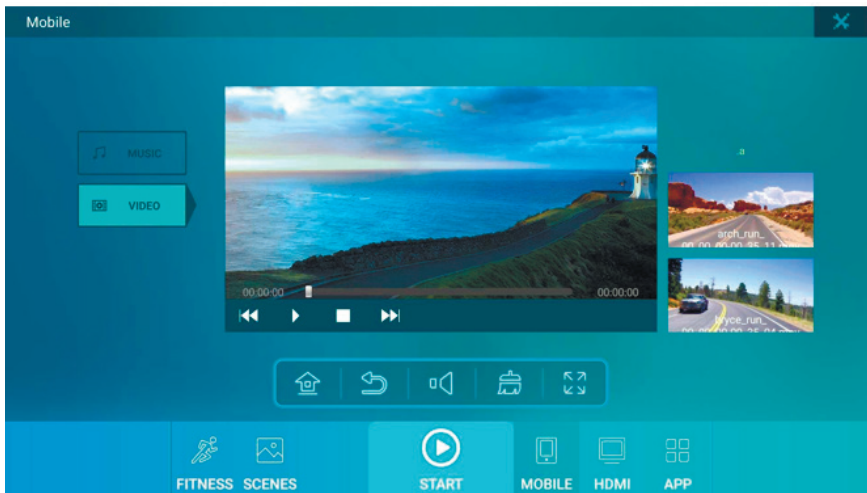 Mobile
MUSIC
VIDEO
.a
arch_run_
bryce_run_
00:00:00
00:00:00
FITNESS
SCENES
START
MOBILE
HDMI
APP